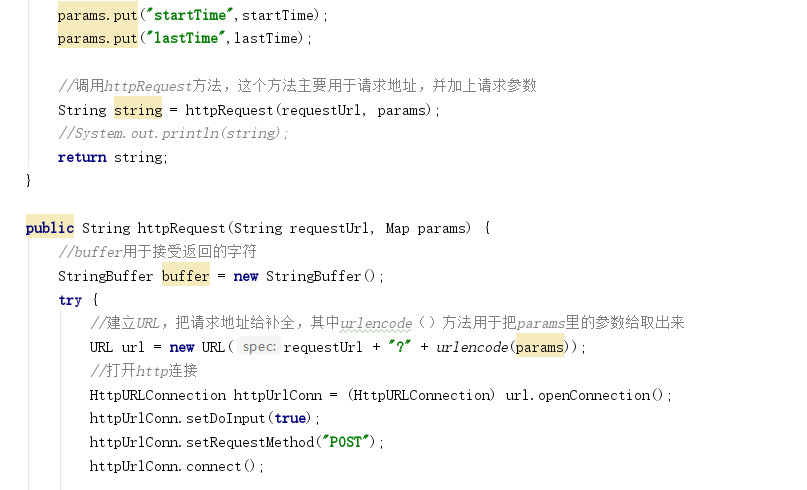 params.put("startTime",startTime);
params.put("lastTime",lastTime);
//调用httpRequest方法，这个方法主要用于请求地址，并加上请求参数
String string = httpRequest(requestUrl, params);
//System.out.println(string);
return string;
}
public String httpRequest(String requestUrl, Map params) {
//buffer用于接受返回的字符
StringBuffer buffer = new StringBuffer();
try {
//建立URL，把请求地址给补全，其中urlencode（）方法用于把params里的参数给取出来
URL url = new URL( spec: requestUrl + "?" + urlencode(params));
//打开http连接
HttpURLConnection httpUrlConn = (HttpURLConnection) url.openConnection();
httpUrlConn.setDoInput(true);
httpUrlConn.setRequestMethod("POST");
httpUrlConn.connect();